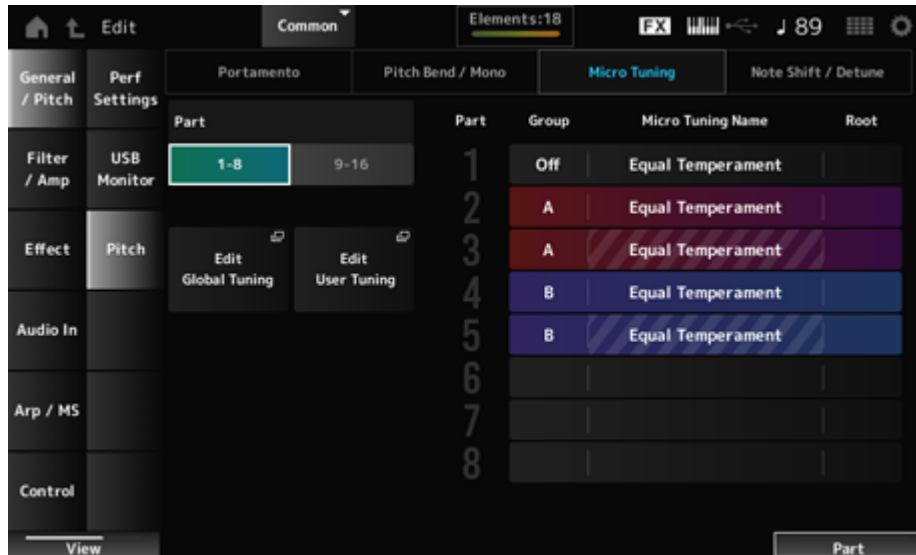 Edit
Common
Elements:18
FX
♩ 89
General / Pitch
Perf Settings
Portamento
Pitch Bend / Mono
Micro Tuning
Note Shift / Detune
Part
Part
Group
Micro Tuning Name
Root
Filter / Amp
USB Monitor
1-8
9-16
1
Off
Equal Temperament
2
A
Equal Temperament
Effect
Pitch
Edit Global Tuning
Edit User Tuning
3
A
Equal Temperament
4
B
Equal Temperament
Audio In
5
B
Equal Temperament
6
Arp / MS
7
8
Control
View
Part